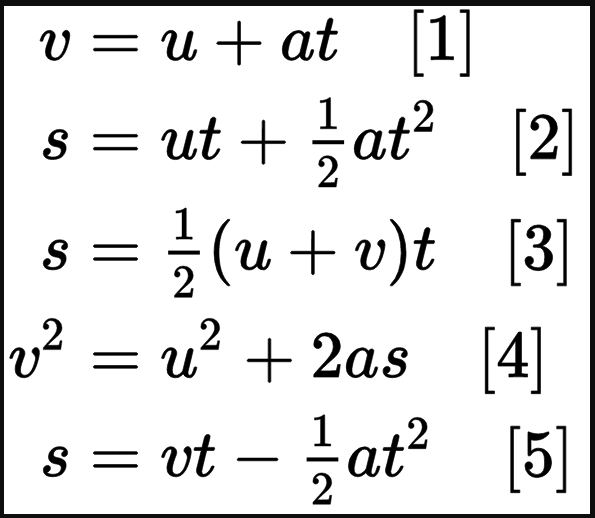 v = u + at [1]
s = ut + ½at² [2]
s = ½(u + v)t [3]
v² = u² + 2as [4]
s = vt − ½at² [5]